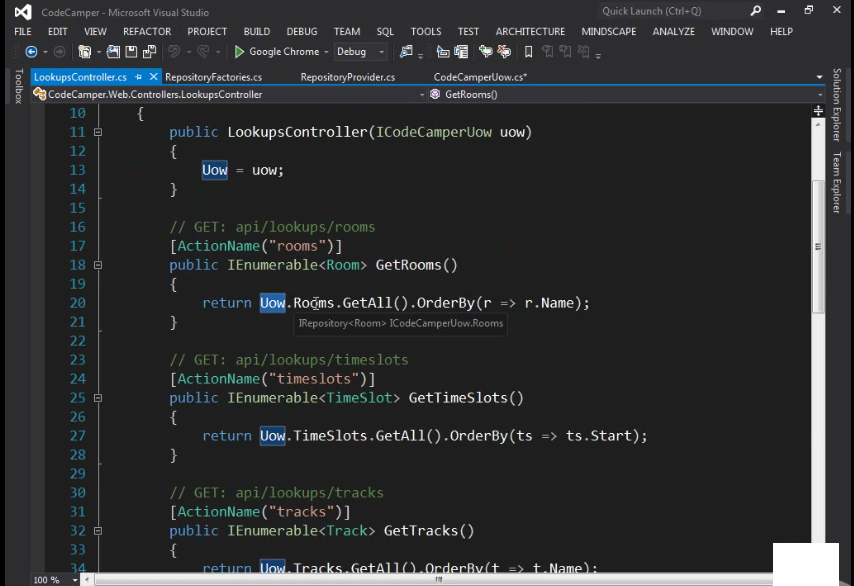 CodeCamper - Microsoft Visual Studio
Quick Launch (Ctrl+Q)
FILE EDIT VIEW REFACTOR PROJECT BUILD DEBUG TEAM SQL TOOLS TEST ARCHITECTURE MINDSCAPE ANALYZE WINDOW HELP
Google Chrome Debug
LookupsController.cs RepositoryFactories.cs RepositoryProvider.cs CodeCamperUow.cs*
CodeCamper.Web.Controllers.LookupsController GetRooms()
Toolbox
Solution Explorer
Team Explorer
10 {
11 public LookupsController(ICodeCamperUow uow)
12 {
13 Uow = uow;
14 }
15
16 // GET: api/lookups/rooms
17 [ActionName("rooms")]
18 public IEnumerable<Room> GetRooms()
19 {
20 return Uow.Rooms.GetAll().OrderBy(r => r.Name);
IRepository<Room> ICodeCamperUow.Rooms
21 }
22
23 // GET: api/lookups/timeslots
24 [ActionName("timeslots")]
25 public IEnumerable<TimeSlot> GetTimeSlots()
26 {
27 return Uow.TimeSlots.GetAll().OrderBy(ts => ts.Start);
28 }
29
30 // GET: api/lookups/tracks
31 [ActionName("tracks")]
32 public IEnumerable<Track> GetTracks()
33 {
34 return Uow.Tracks.GetAll().OrderBy(t => t.Name);
100 %